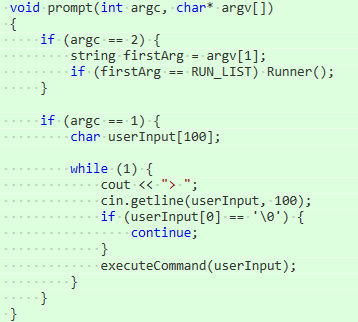 void prompt(int argc, char* argv[])
{
    if (argc == 2) {
        string firstArg = argv[1];
        if (firstArg == RUN_LIST) Runner();
    }

    if (argc == 1) {
        char userInput[100];

        while (1) {
            cout << "> ";
            cin.getline(userInput, 100);
            if (userInput[0] == '\0') {
                continue;
            }
            executeCommand(userInput);
        }
    }
}